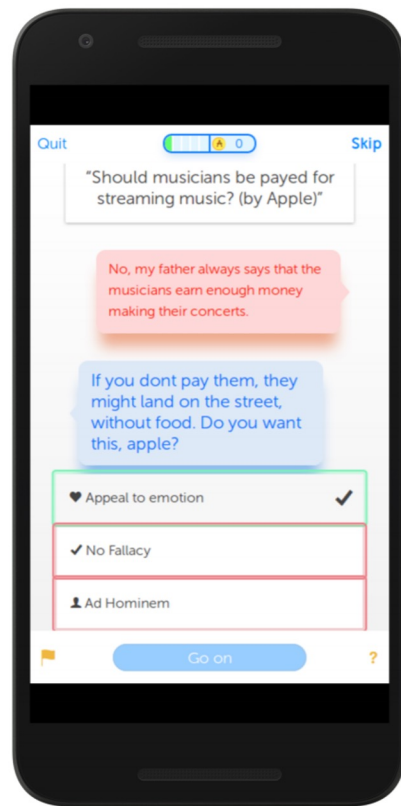 Quit
0
Skip
"Should musicians be payed for
streaming music? (by Apple)"
No, my father always says that the
musicians earn enough money
making their concerts.
If you dont pay them, they
might land on the street,
without food. Do you want
this, apple?
Appeal to emotion
No Fallacy
Ad Hominem
Go on
?